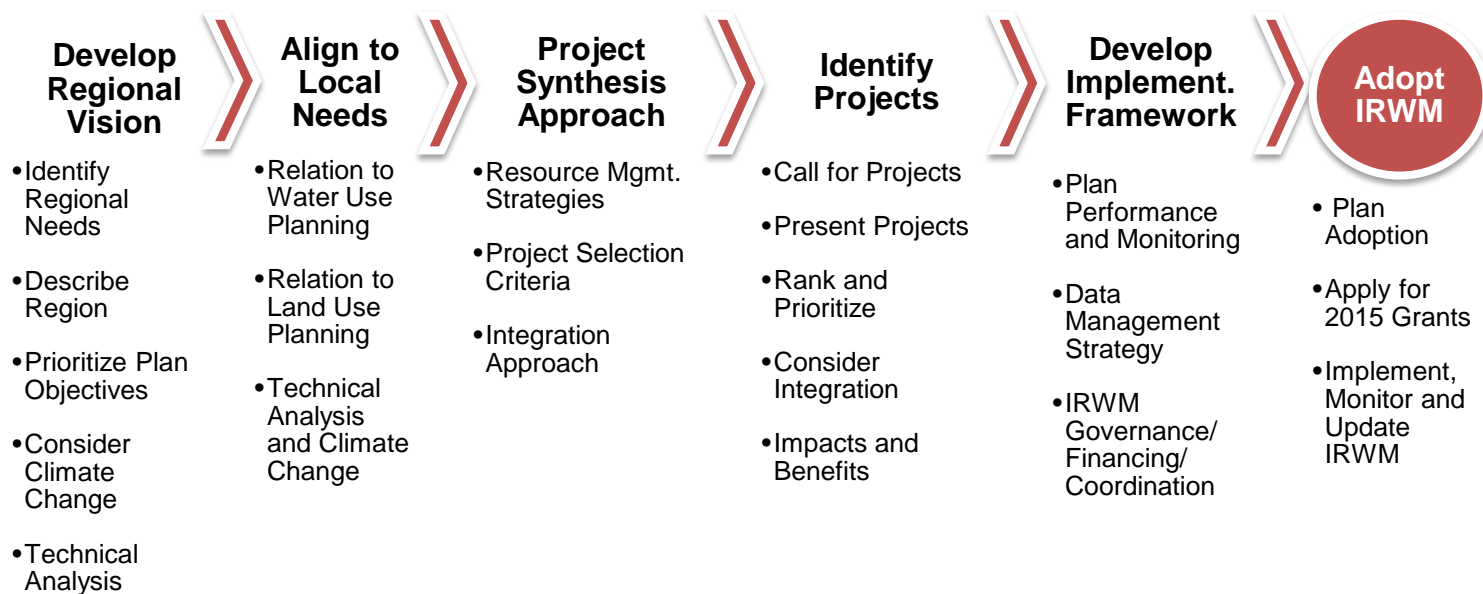 Develop
Regional
Vision
•Identify
Regional
Needs
•Describe
Region
•Prioritize Plan
Objectives
•Consider
Climate
Change
•Technical
Analysis
Align to
Local
Needs
•Relation to
Water Use
Planning
•Relation to
Land Use
Planning
•Technical
Analysis
and Climate
Change
Project
Synthesis
Approach
•Resource Mgmt.
Strategies
•Project Selection
Criteria
•Integration
Approach
Identify
Projects
•Call for Projects
•Present Projects
•Rank and
Prioritize
•Consider
Integration
•Impacts and
Benefits
Develop
Implement.
Framework
•Plan
Performance
and Monitoring
•Data
Management
Strategy
•IRWM
Governance/
Financing/
Coordination
Adopt
IRWM
• Plan
Adoption
•Apply for
2015 Grants
•Implement,
Monitor and
Update
IRWM